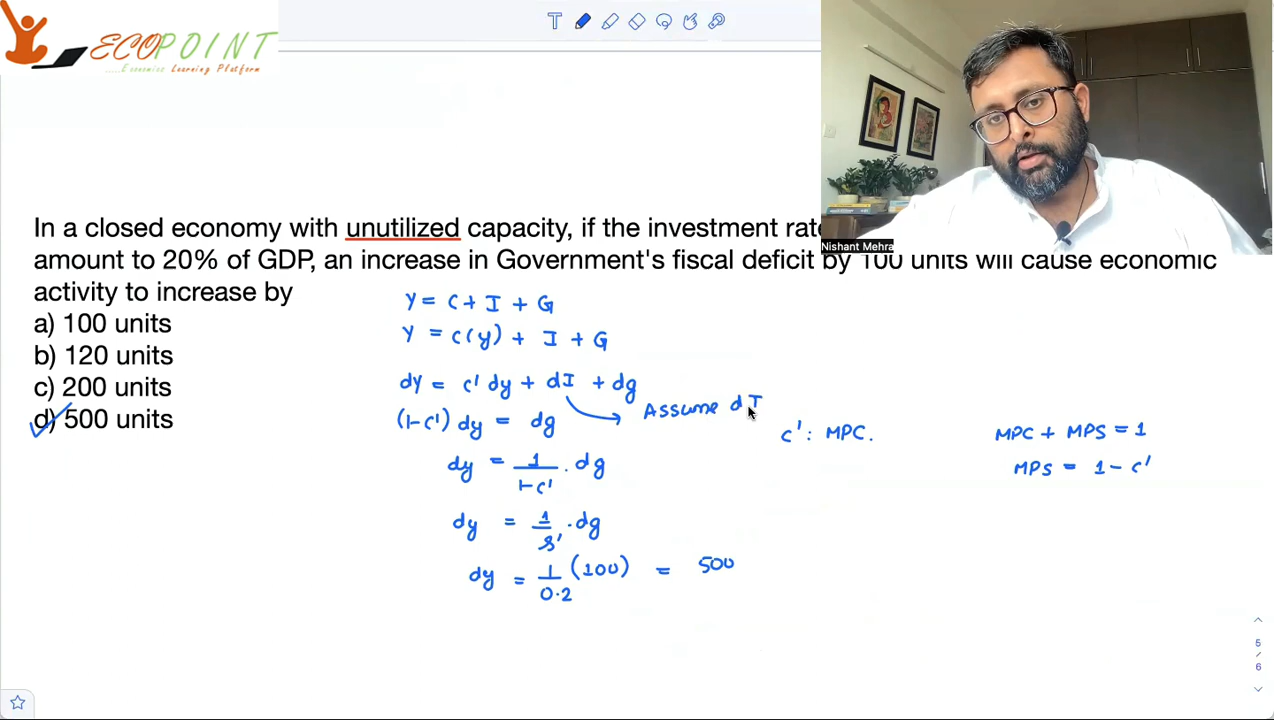 ECOPOINT
.....Economics Learning Platform
Nishant Mehra
In a closed economy with unutilized capacity, if the investment rate
amount to 20% of GDP, an increase in Government's fiscal deficit by 100 units will cause economic
activity to increase by
a) 100 units
b) 120 units
c) 200 units
d) 500 units
Y = C + I + G
Y = C(y) + I + G
dY = c' dy + dI + dg
(1-c') dy = dg
Assume dI
c' : MPC.
MPC + MPS = 1
MPS = 1 - c'
dy = 1/1-c' . dg
dy = 1/s' . dg
dy = 1/0.2 (100) = 500
5
/
6